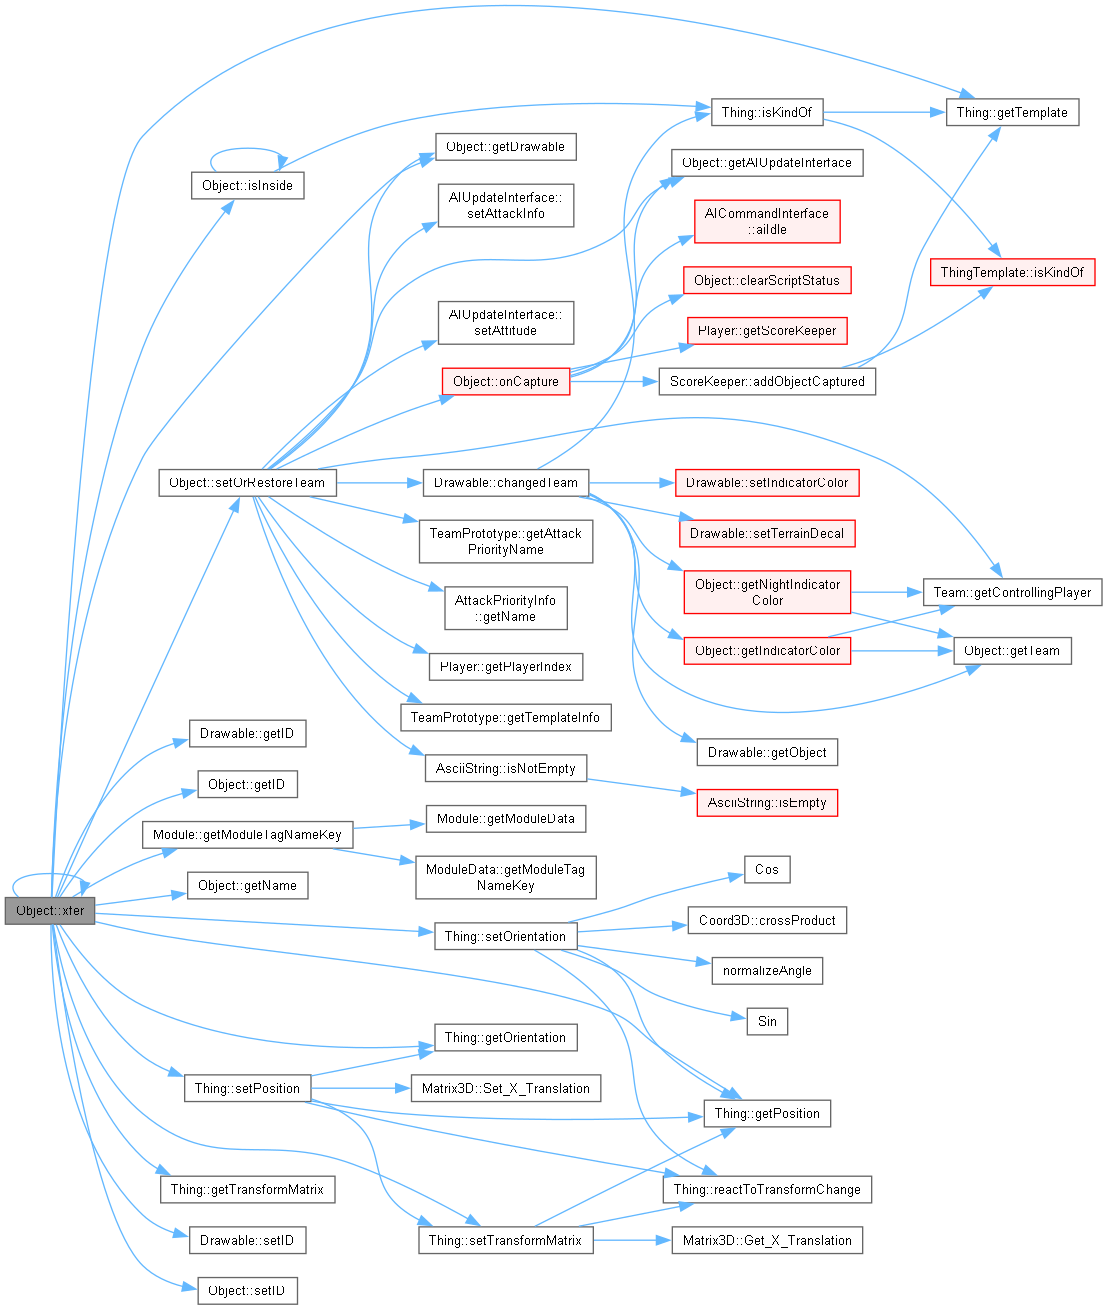 Thing::isKindOf
Thing::getTemplate
Object::getDrawable
Object::getAIUpdateInterface
Object::isInside
AIUpdateInterface::
setAttackInfo
AICommandInterface
::aiIdle
ThingTemplate::isKindOf
Object::clearScriptStatus
AIUpdateInterface::
setAttitude
Player::getScoreKeeper
Object::onCapture
ScoreKeeper::addObjectCaptured
Object::setOrRestoreTeam
Drawable::changedTeam
Drawable::setIndicatorColor
TeamPrototype::getAttack
PriorityName
Drawable::setTerrainDecal
Object::getNightIndicator
Color
Team::getControllingPlayer
AttackPriorityInfo
::getName
Object::getIndicatorColor
Object::getTeam
Player::getPlayerIndex
TeamPrototype::getTemplateInfo
Drawable::getID
Drawable::getObject
AsciiString::isNotEmpty
Object::getID
AsciiString::isEmpty
Module::getModuleTagNameKey
Module::getModuleData
ModuleData::getModuleTag
NameKey
Cos
Object::getName
Object::xfer
Coord3D::crossProduct
Thing::setOrientation
normalizeAngle
Sin
Thing::getOrientation
Thing::setPosition
Matrix3D::Set_X_Translation
Thing::getPosition
Thing::getTransformMatrix
Thing::reactToTransformChange
Drawable::setID
Thing::setTransformMatrix
Matrix3D::Get_X_Translation
Object::setID